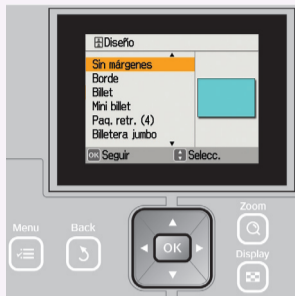 Diseño
Sin márgenes
Borde
Billet
Mini billet
Paq. retr. (4)
Billetera jumbo
OK Seguir
Selecc.
Menu
Back
OK
Zoom
Display